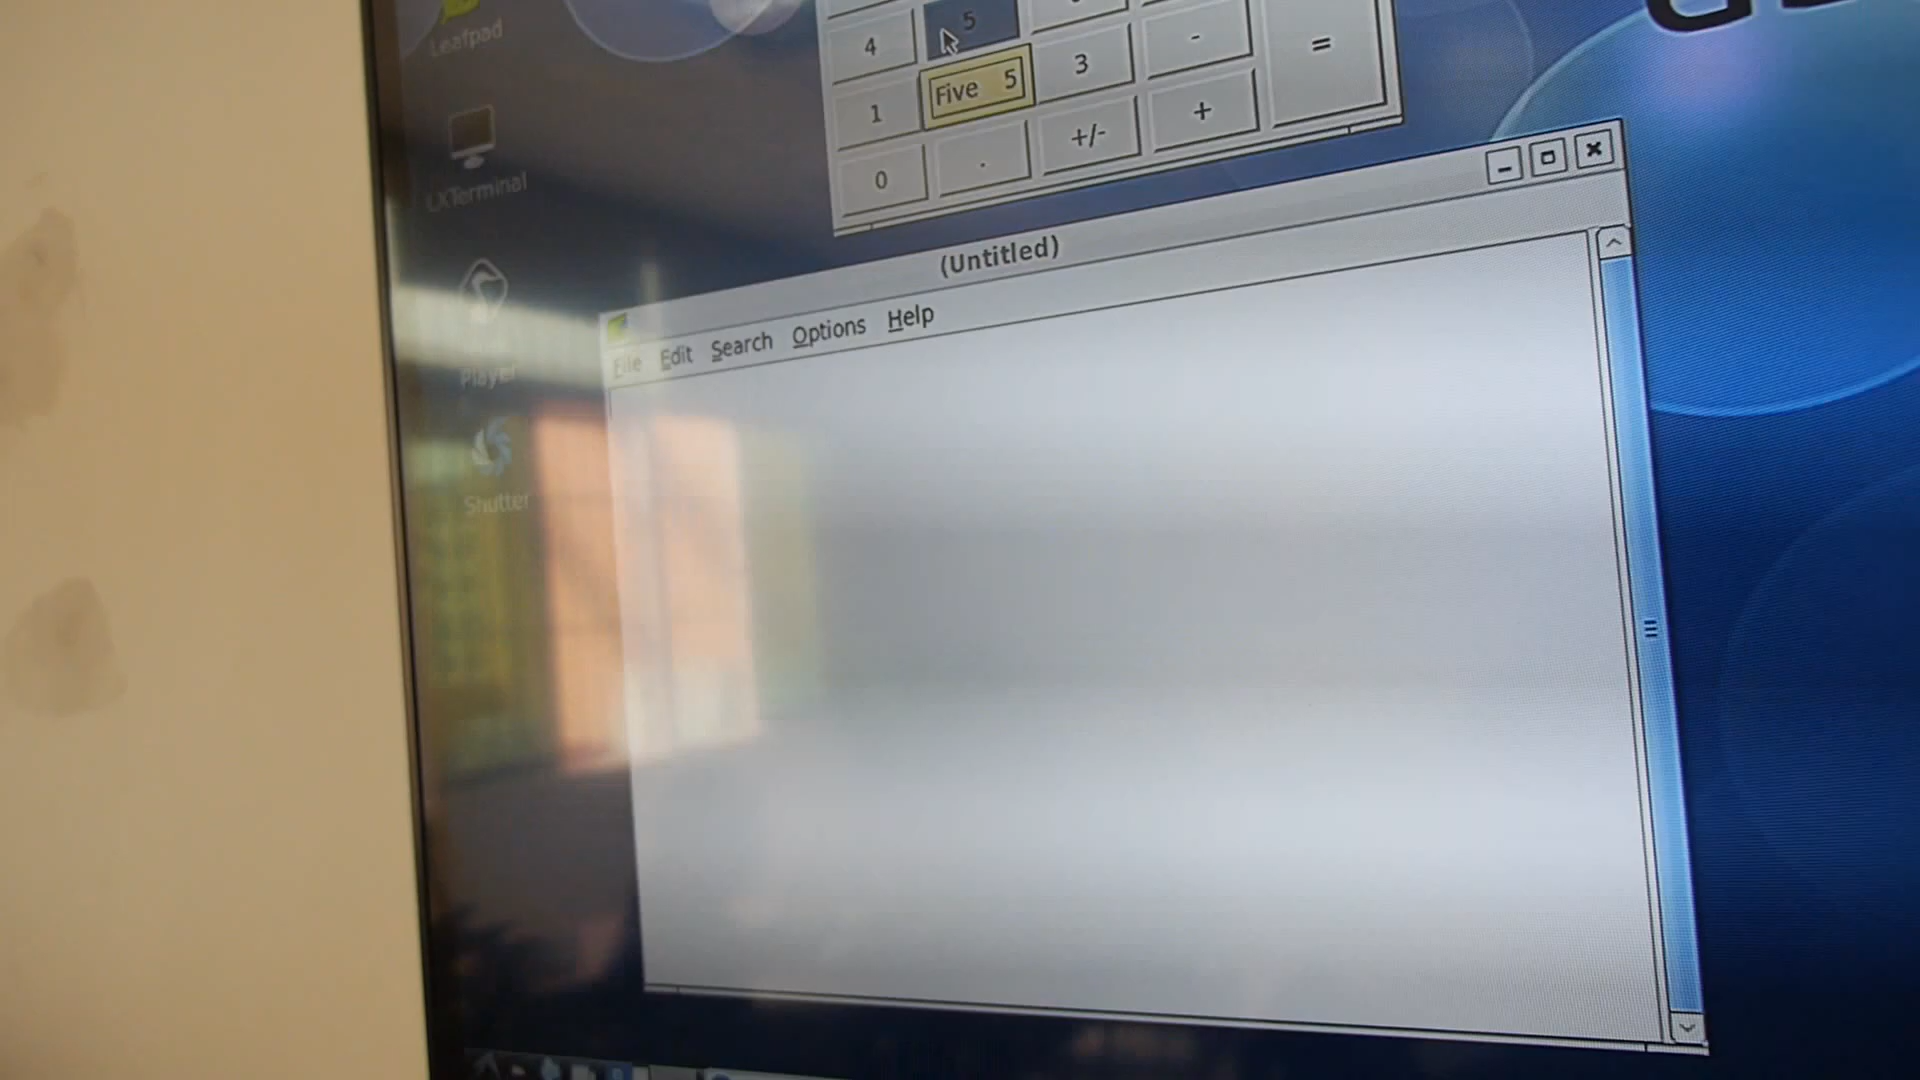 Leafpad
LXTerminal
Player
Shutter
5
4
Five 5
3
-
=
1
+
0
.
+/-
(Untitled)
File Edit Search Options Help